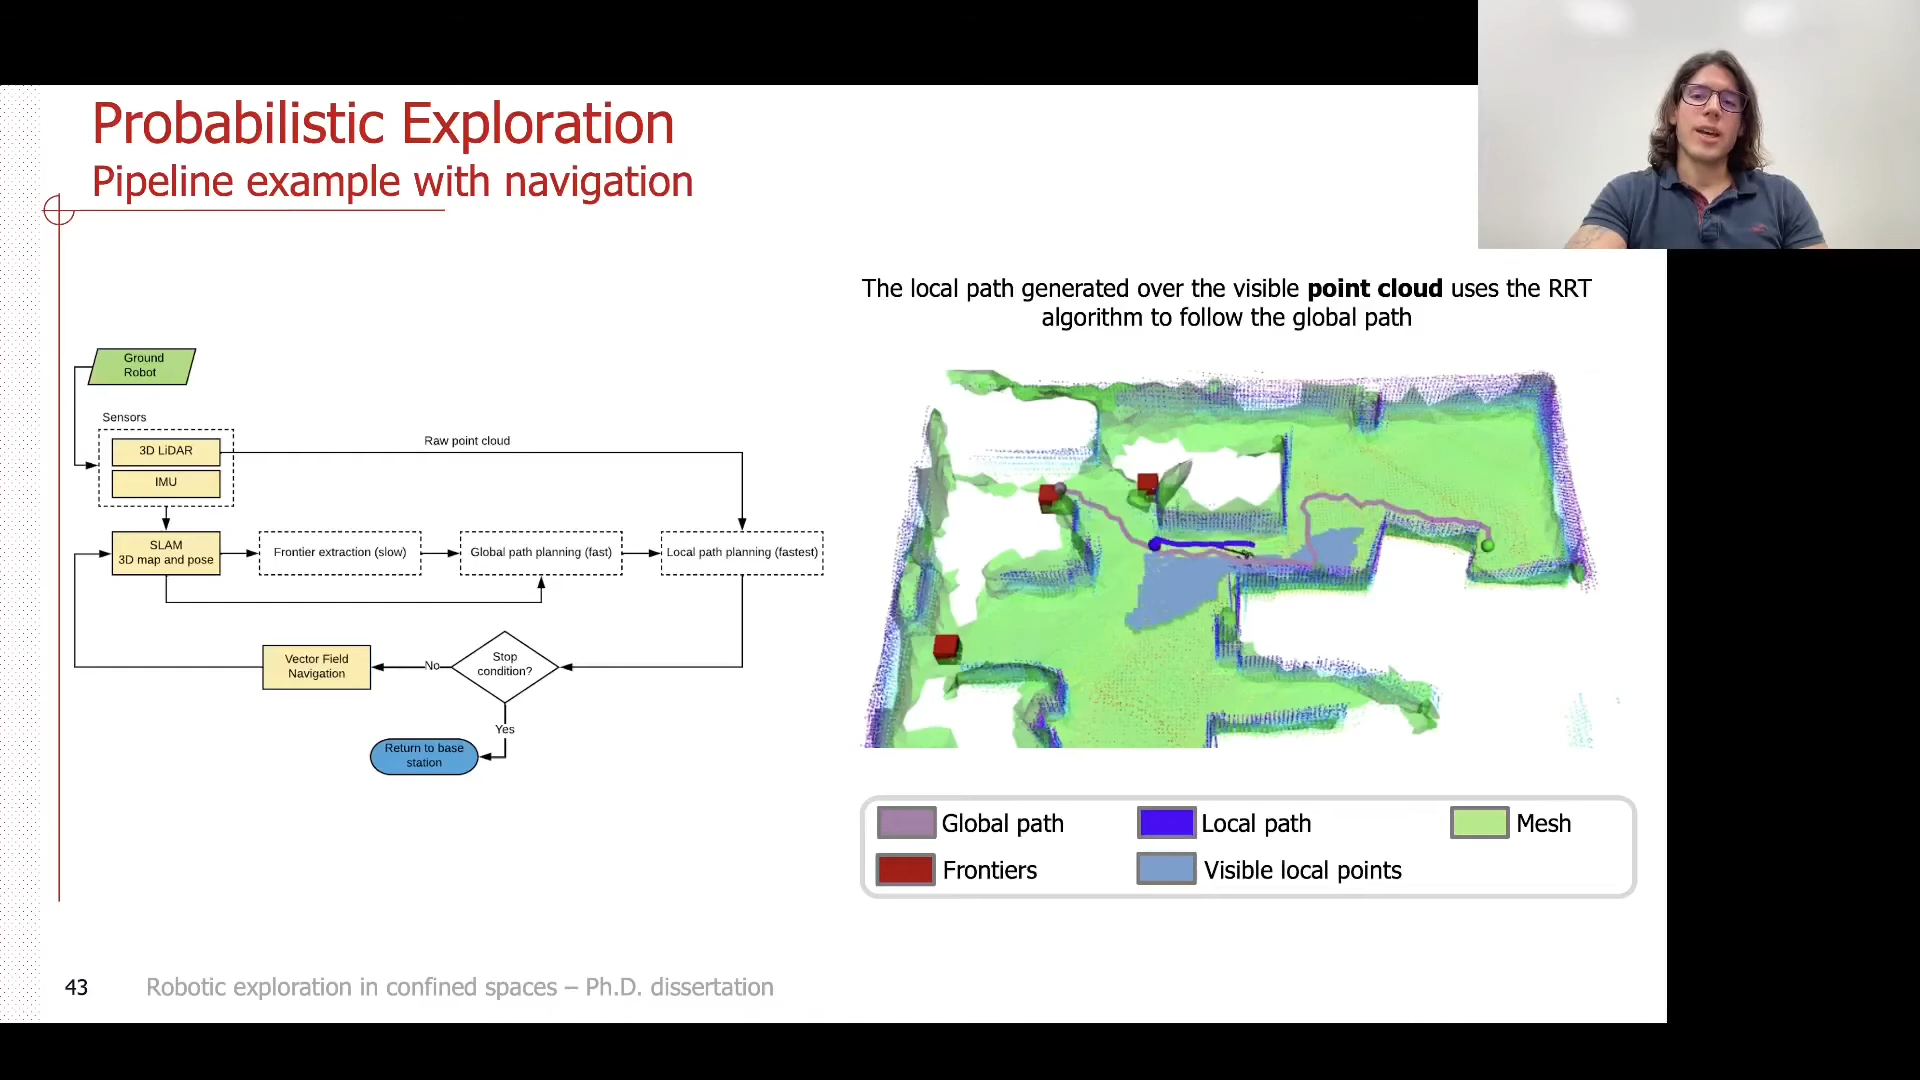 Probabilistic Exploration
Pipeline example with navigation
The local path generated over the visible point cloud uses the RRT
algorithm to follow the global path
Ground
Robot
Sensors
3D LiDAR
Raw point cloud
IMU
SLAM
3D map and pose
Frontier extraction (slow)
Global path planning (fast)
Local path planning (fastest)
Vector Field
Navigation
No
Stop
condition?
Yes
Return to base
station
Global path
Local path
Mesh
Frontiers
Visible local points
43
Robotic exploration in confined spaces – Ph.D. dissertation